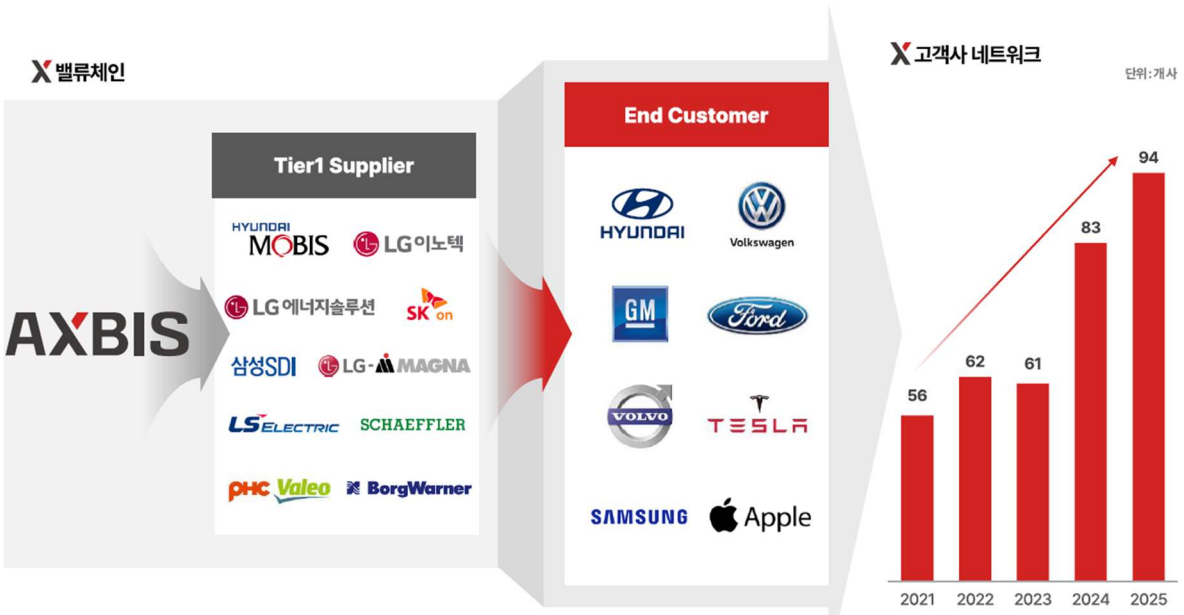 X 밸류체인
AXBIS
Tier1 Supplier
HYUNDAI
MOBIS
LG이노텍
LG에너지솔루션
SK on
삼성SDI
LG-MAGNA
LS ELECTRIC
SCHAEFFLER
PHC Valeo
BorgWarner
End Customer
HYUNDAI
Volkswagen
GM
Ford
VOLVO
TESLA
SAMSUNG
Apple
X 고객사 네트워크
단위:개사
56
62
61
83
94
2021
2022
2023
2024
2025